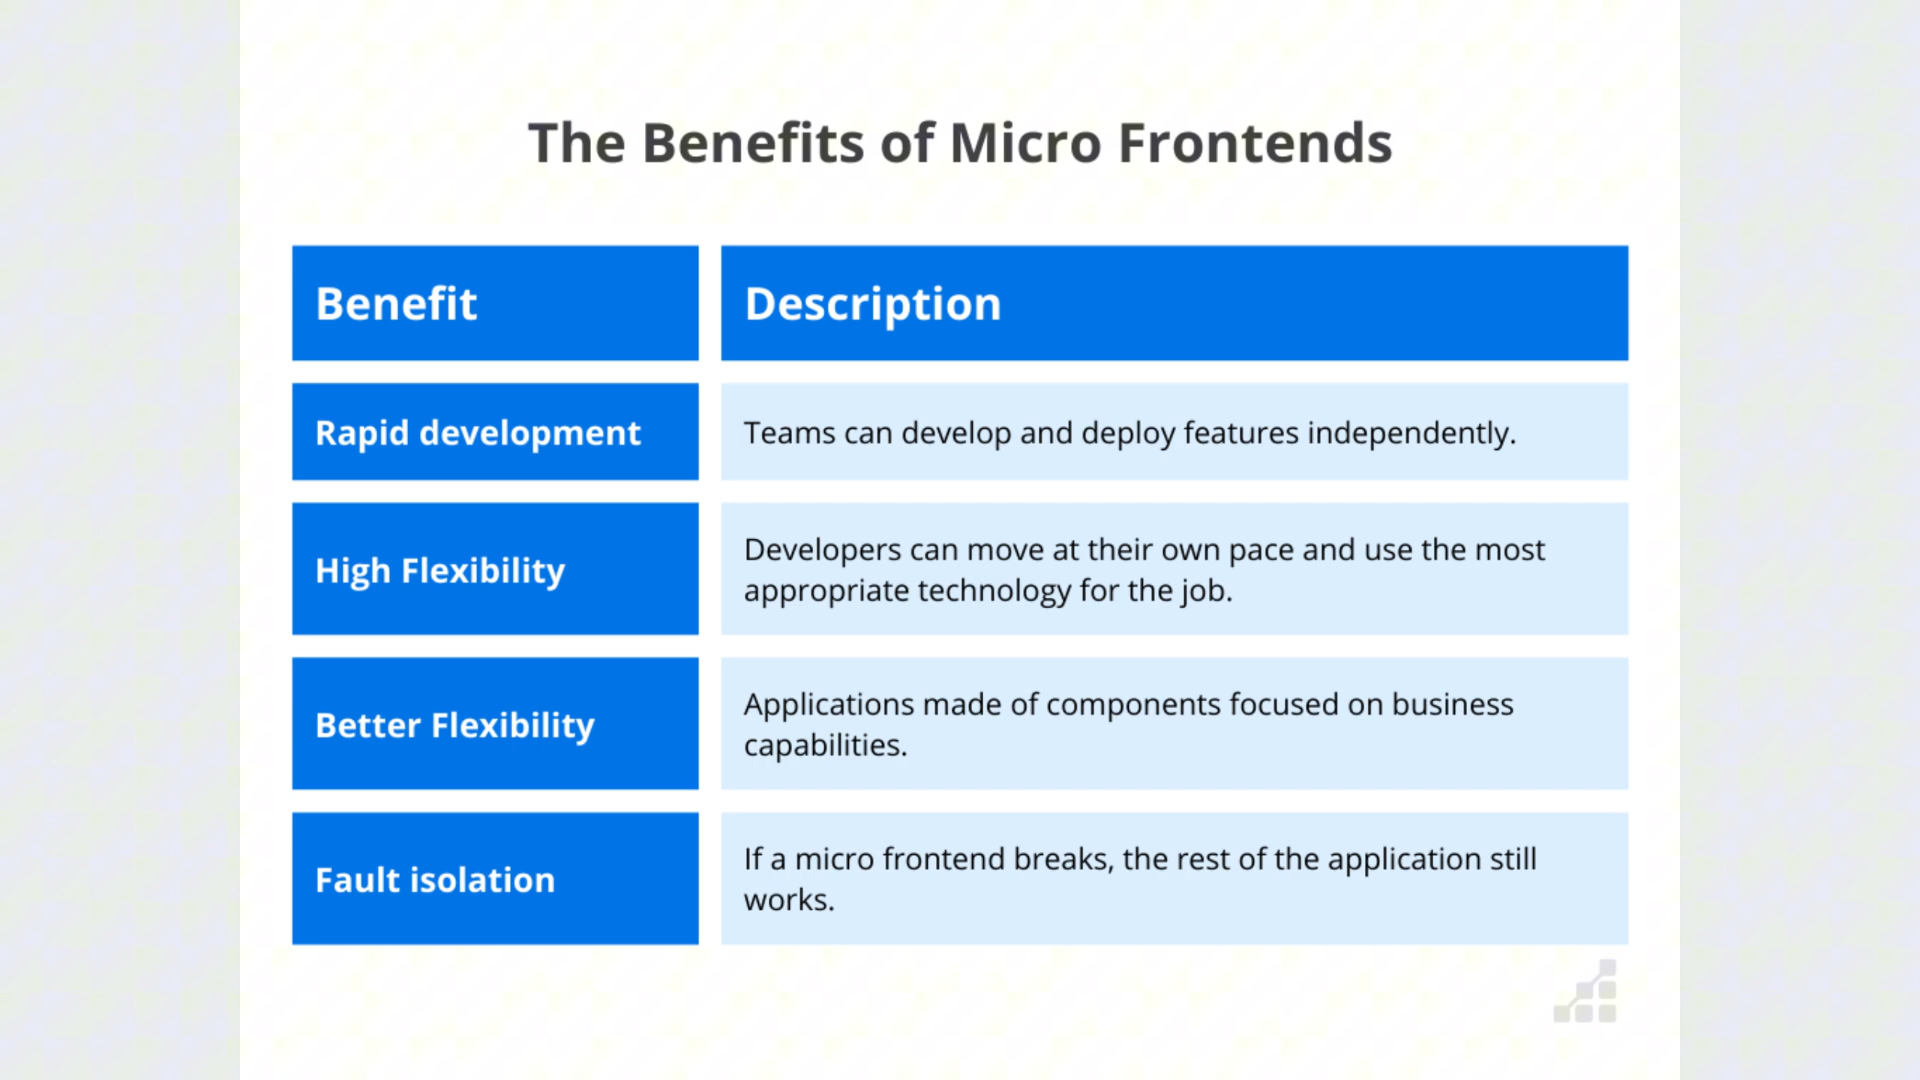 The Benefits of Micro Frontends
Benefit
Description
Rapid development
Teams can develop and deploy features independently.
High Flexibility
Developers can move at their own pace and use the most
appropriate technology for the job.
Better Flexibility
Applications made of components focused on business
capabilities.
Fault isolation
If a micro frontend breaks, the rest of the application still
works.